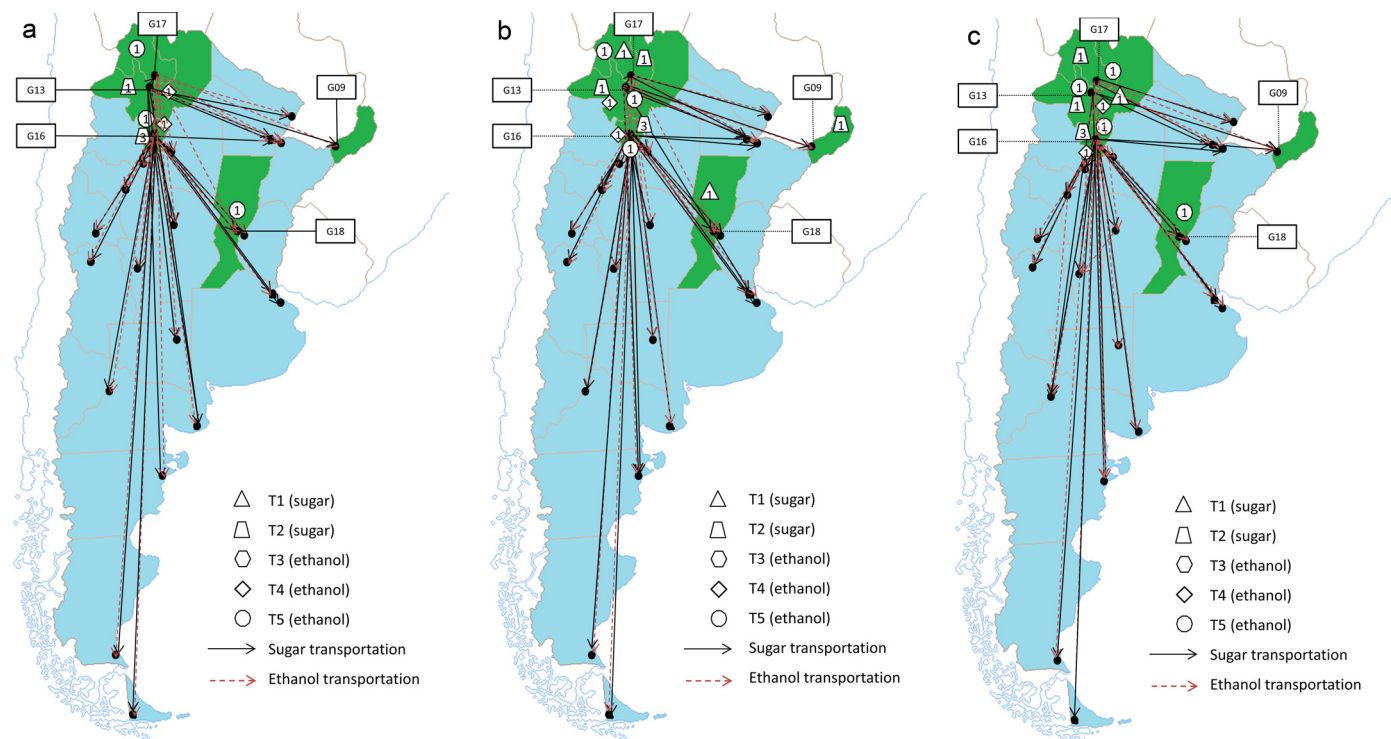 a
G17
1
1
1
G13
G09
1
1
G16
3
1
G18
T1 (sugar)
T2 (sugar)
T3 (ethanol)
T4 (ethanol)
T5 (ethanol)
Sugar transportation
Ethanol transportation
b
G17
1
1
1
G13
1
1
1
G09
1
G16
1
3
1
1
G18
T1 (sugar)
T2 (sugar)
T3 (ethanol)
T4 (ethanol)
T5 (ethanol)
Sugar transportation
Ethanol transportation
c
G17
1
1
G13
1
1
1
1
G09
G16
3
1
1
1
G18
T1 (sugar)
T2 (sugar)
T3 (ethanol)
T4 (ethanol)
T5 (ethanol)
Sugar transportation
Ethanol transportation